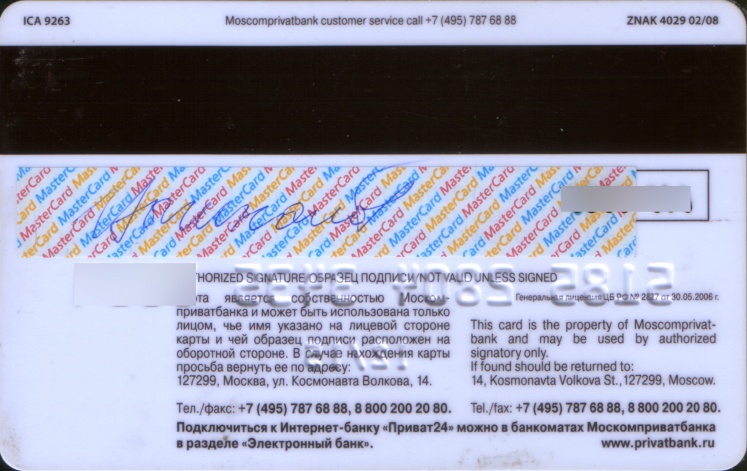 ICA 9263
Moscomprivatbank customer service call +7 (495) 787 68 88
ZNAK 4029 02/08
MasterCard MasterCard MasterCard
THORIZED SIGNATURE/ОБРАЗЕЦ ПОДПИСИ/NOT VALID UNLESS SIGNED
Генеральная лицензия ЦБ РФ № 2827 от 30.05.2006 г.
рта является собственностью Моском-
приватбанка и может быть использована только
лицом, чье имя указано на лицевой стороне
карты и чей образец подписи расположен на
оборотной стороне. В случае нахождения карты
просьба вернуть ее по адресу:
127299, Москва, ул. Космонавта Волкова, 14.
This card is the property of Moscomprivat-
bank and may be used by authorized
signatory only.
If found should be returned to:
14, Kosmonavta Volkova St.,127299, Moscow.
Тел./факс: +7 (495) 787 68 88, 8 800 200 20 80.
Tel./fax: +7 (495) 787 68 88, 8 800 200 20 80.
Подключиться к Интернет-банку «Приват24» можно в банкоматах Москомприватбанка
в разделе «Электронный банк».
www.privatbank.ru